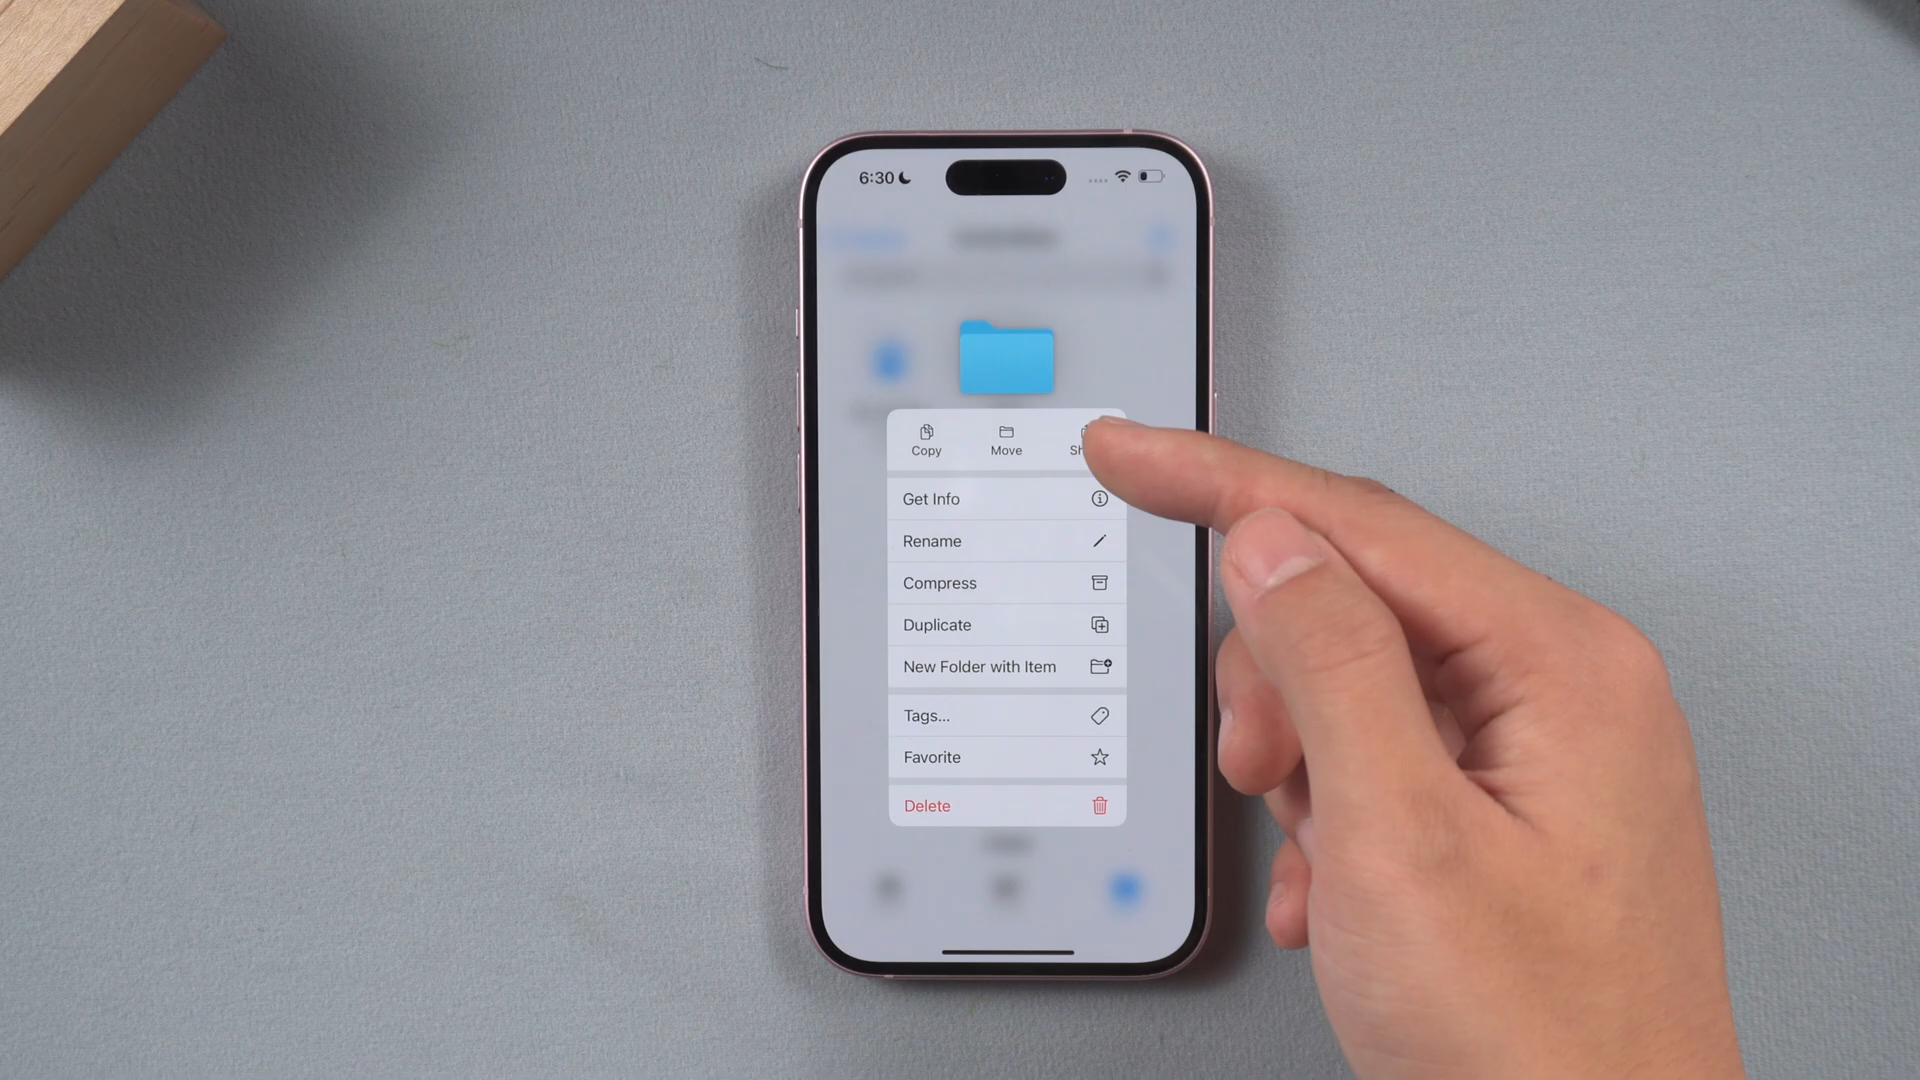 6:30
Copy
Move
Get Info
Rename
Compress
Duplicate
New Folder with Item
Tags...
Favorite
Delete